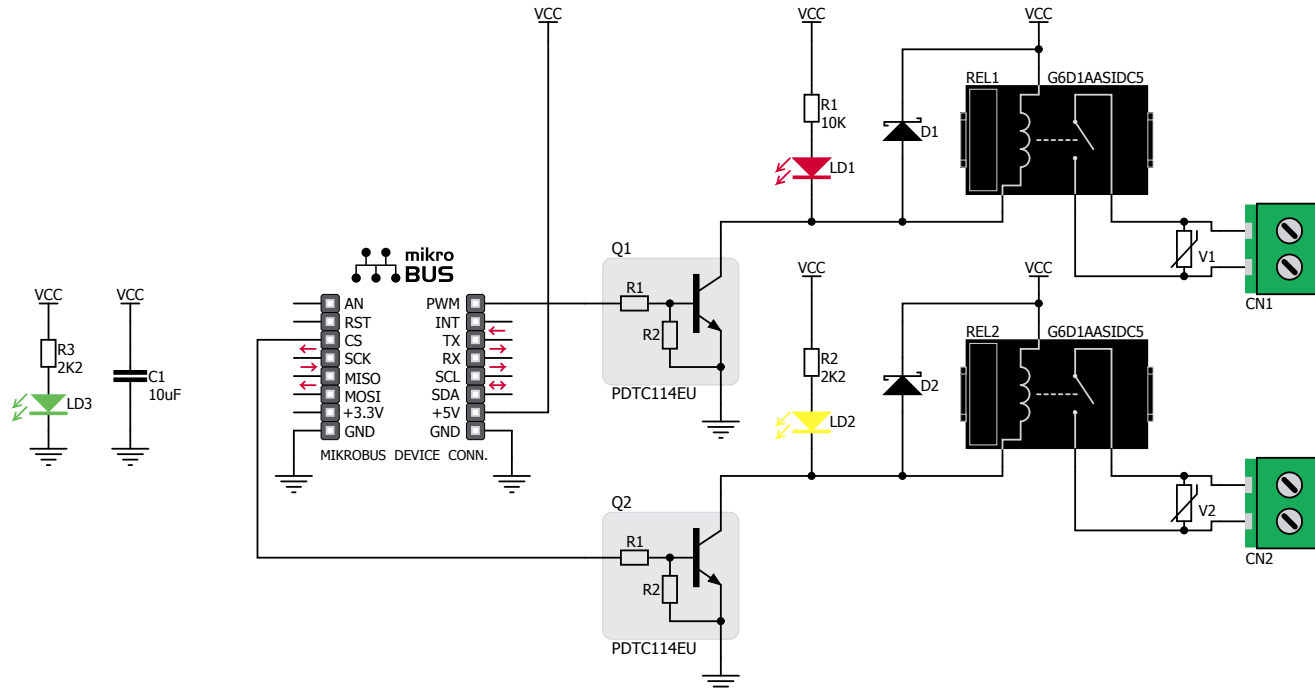 VCC
VCC
VCC
REL1
G6D1AASIDC5
R1
10K
D1
LD1
V1
CN1
mikro
BUS
Q1
R1
R2
PDTC114EU
VCC
VCC
R3
2K2
LD3
C1
10uF
AN
RST
CS
SCK
MISO
MOSI
+3.3V
GND
PWM
INT
TX
RX
SCL
SDA
+5V
GND
MIKROBUS DEVICE CONN.
VCC
VCC
REL2
G6D1AASIDC5
R2
2K2
D2
LD2
V2
CN2
Q2
R1
R2
PDTC114EU